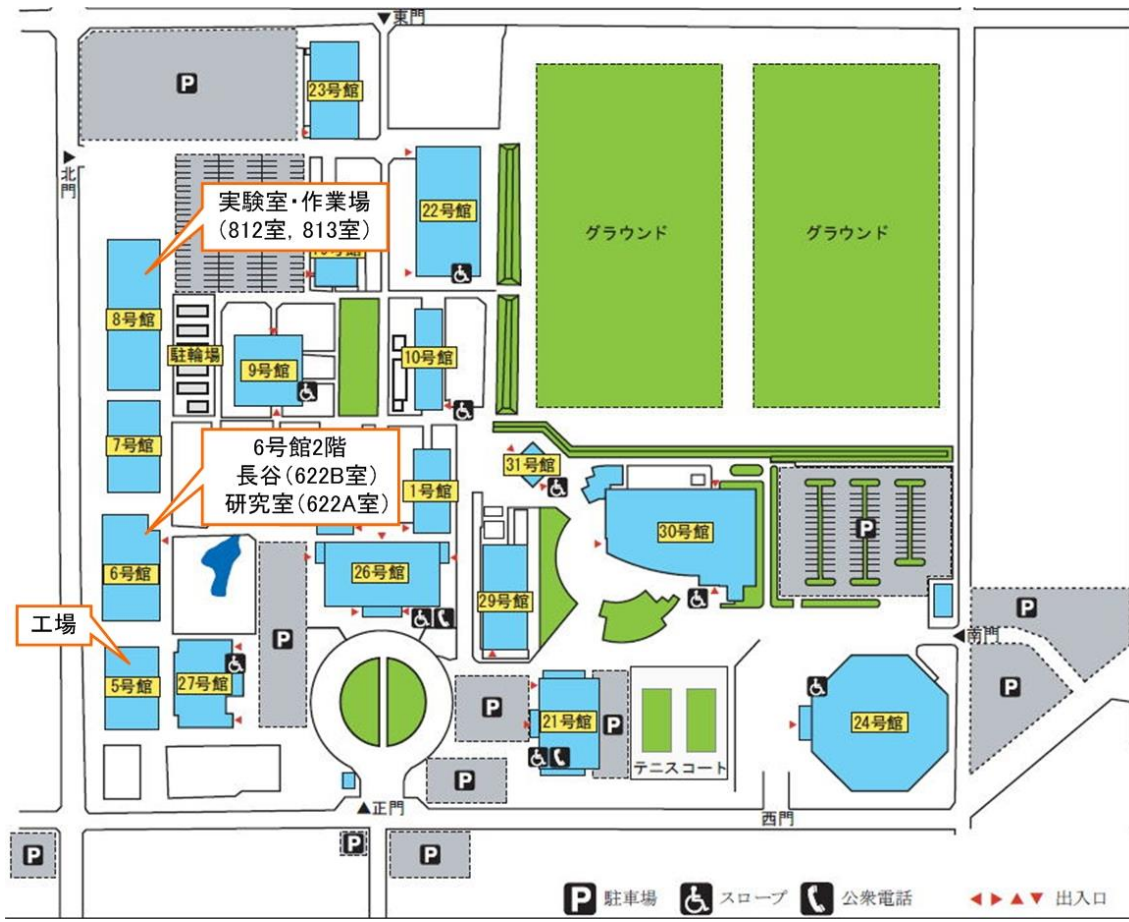 ▼東門
P
23号館
▶
北門
実験室・作業場
(812室, 813室)
22号館
グラウンド
グラウンド
8号館
駐輪場
9号館
10号館
7号館
6号館2階
長谷(622B室)
研究室(622A室)
1号館
31号館
30号館
P
26号館
6号館
29号館
P
工場
5号館
27号館
P
◀南門
P
P
21号館
P
24号館
テニスコート
P
▲正門
西門
P
P
P
P 駐車場 スロープ 公衆電話 ◀ ▶ ▲ ▼ 出入口